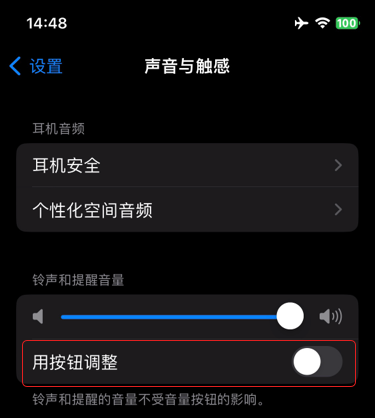 14:48
100
设置
声音与触感
耳机音频
耳机安全
个性化空间音频
铃声和提醒音量
用按钮调整
铃声和提醒的音量不受音量按钮的影响。